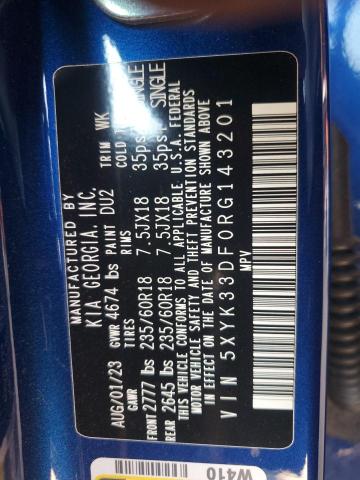 MANUFACTURED BY
KIA GEORGIA, INC.
AUG/01/23 GVWR 4674 lbs PAINT DU2 TRIM WK
GAWR TIRES RIMS COLD
FRONT 2777 lbs 235/60R18 7.5JX18 35psi SINGLE
REAR 2645 lbs 235/60R18 7.5JX18 35psi SINGLE
THIS VEHICLE CONFORMS TO ALL APPLICABLE U.S.A. FEDERAL
MOTOR VEHICLE SAFETY AND THEFT PREVENTION STANDARDS
IN EFFECT ON THE DATE OF MANUFACTURE SHOWN ABOVE
VIN 5XYK33DF0RG143201
MPV
W410